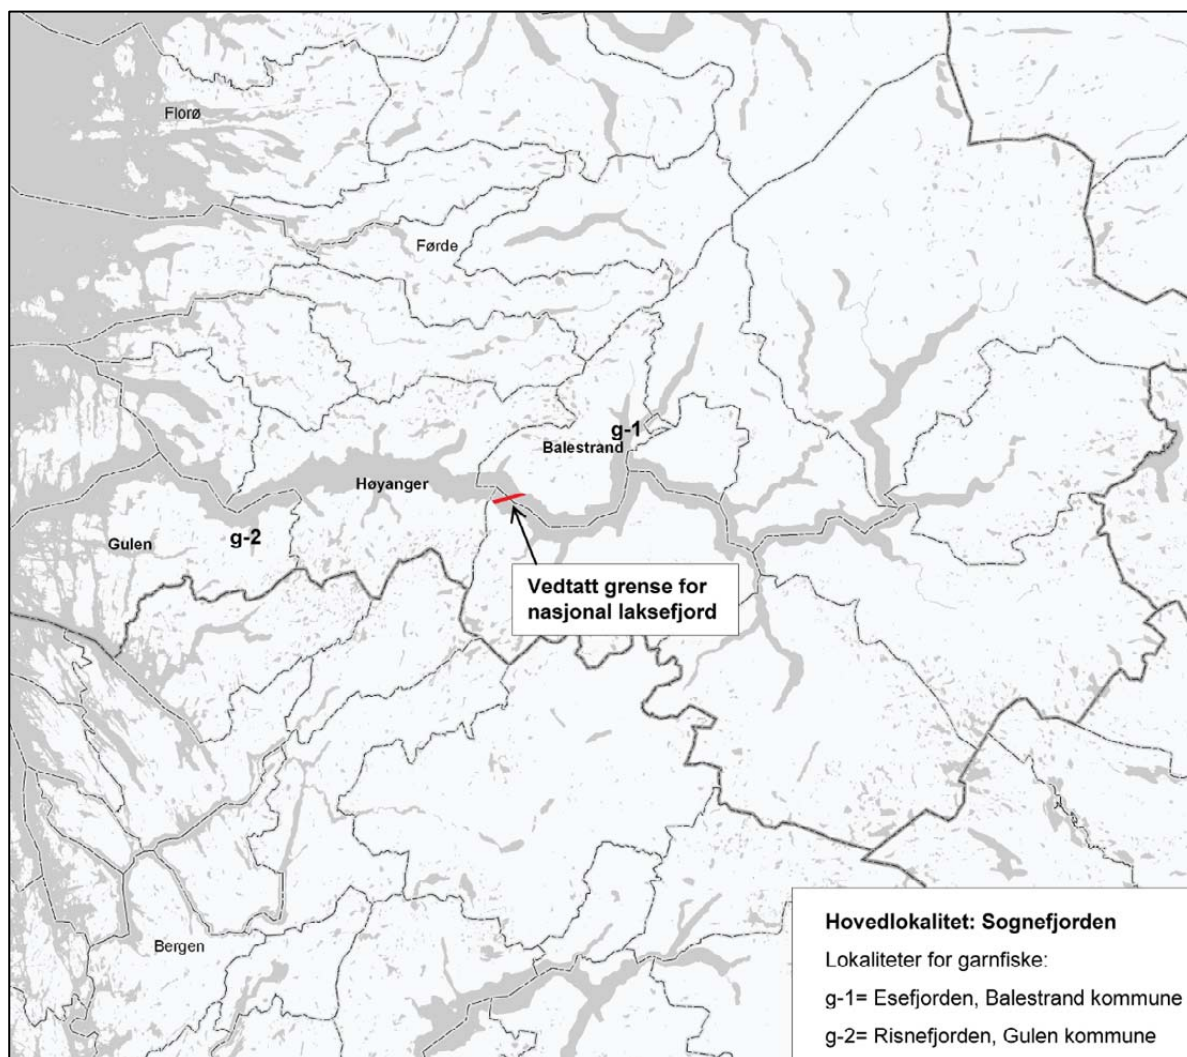 Florø
Førde
g-1
Balestrand
Høyanger
Gulen
g-2
Vedtatt grense for
nasjonal laksefjord
Bergen
Hovedlokalitet: Sognefjorden
Lokaliteter for garnfiske:
g-1= Esefjorden, Balestrand kommune
g-2= Risnefjorden, Gulen kommune